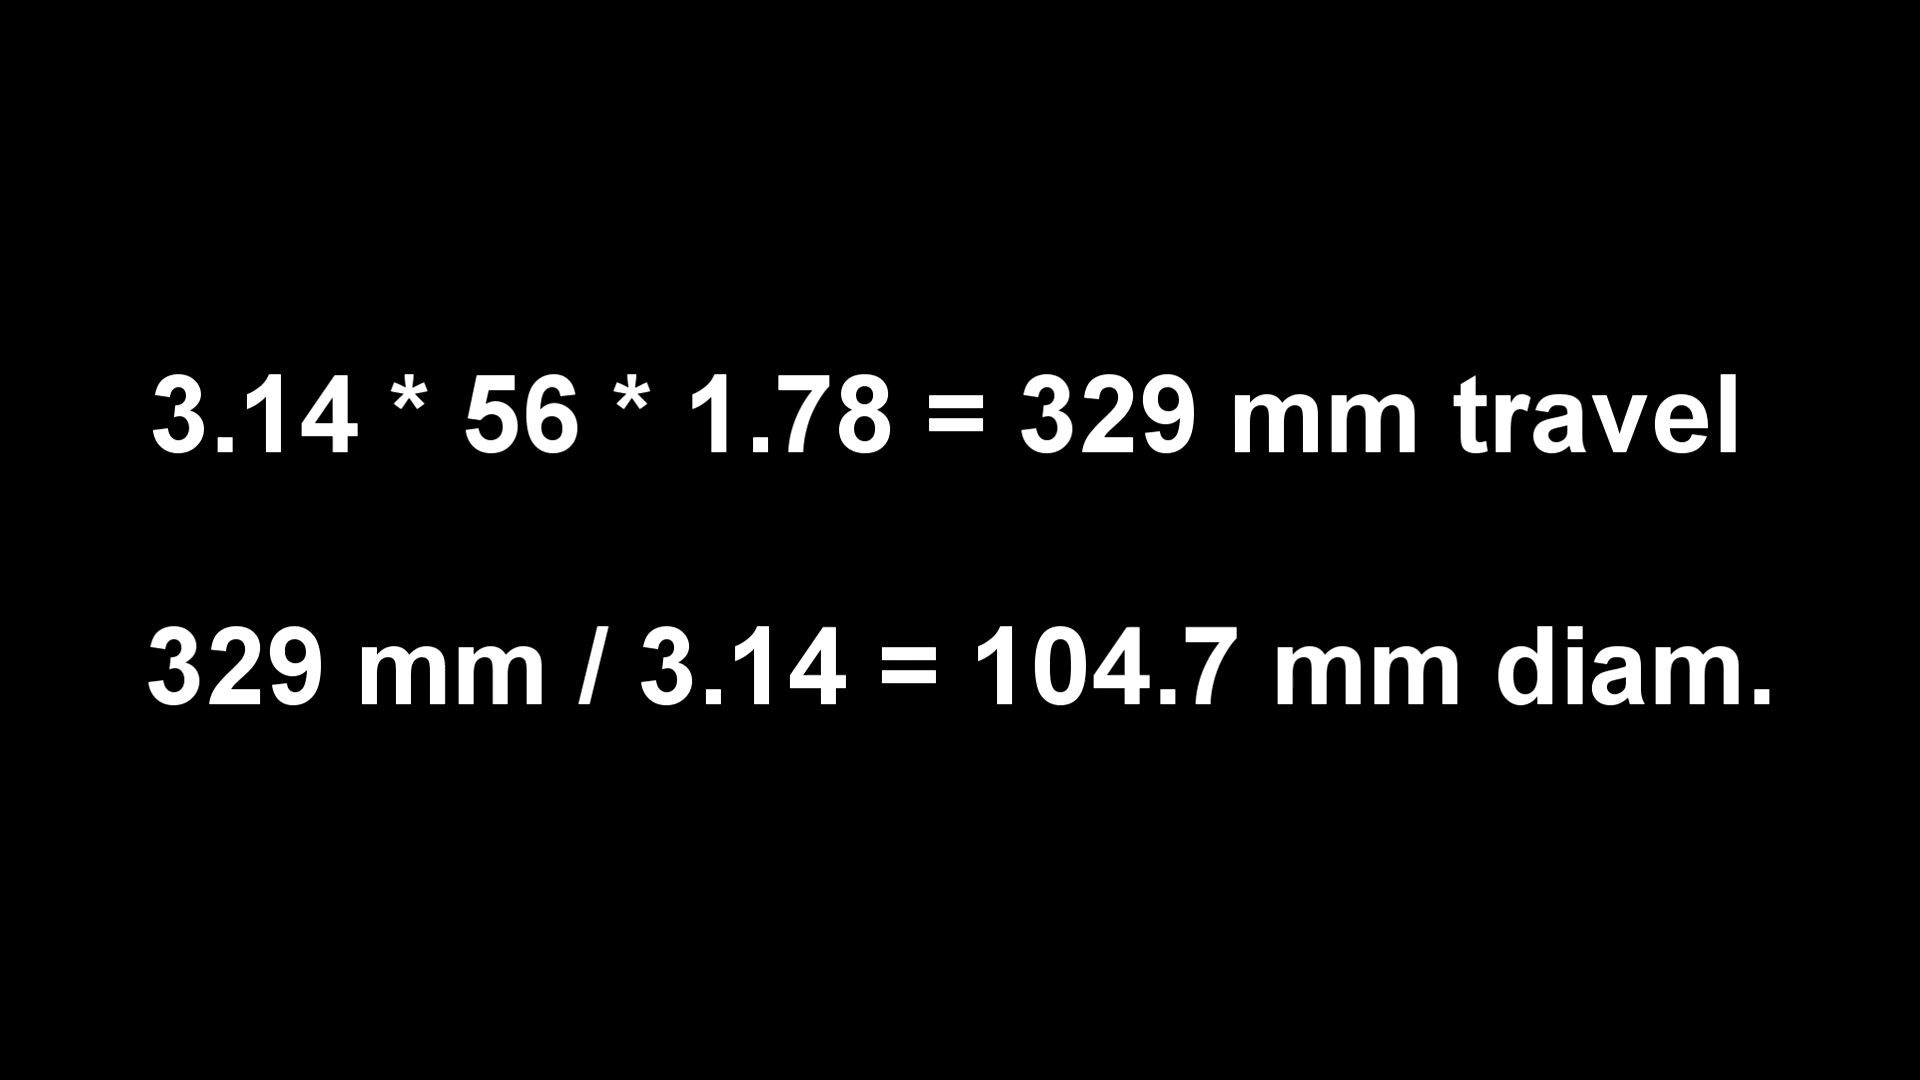 3.14 * 56 * 1.78 = 329 mm travel
329 mm / 3.14 = 104.7 mm diam.